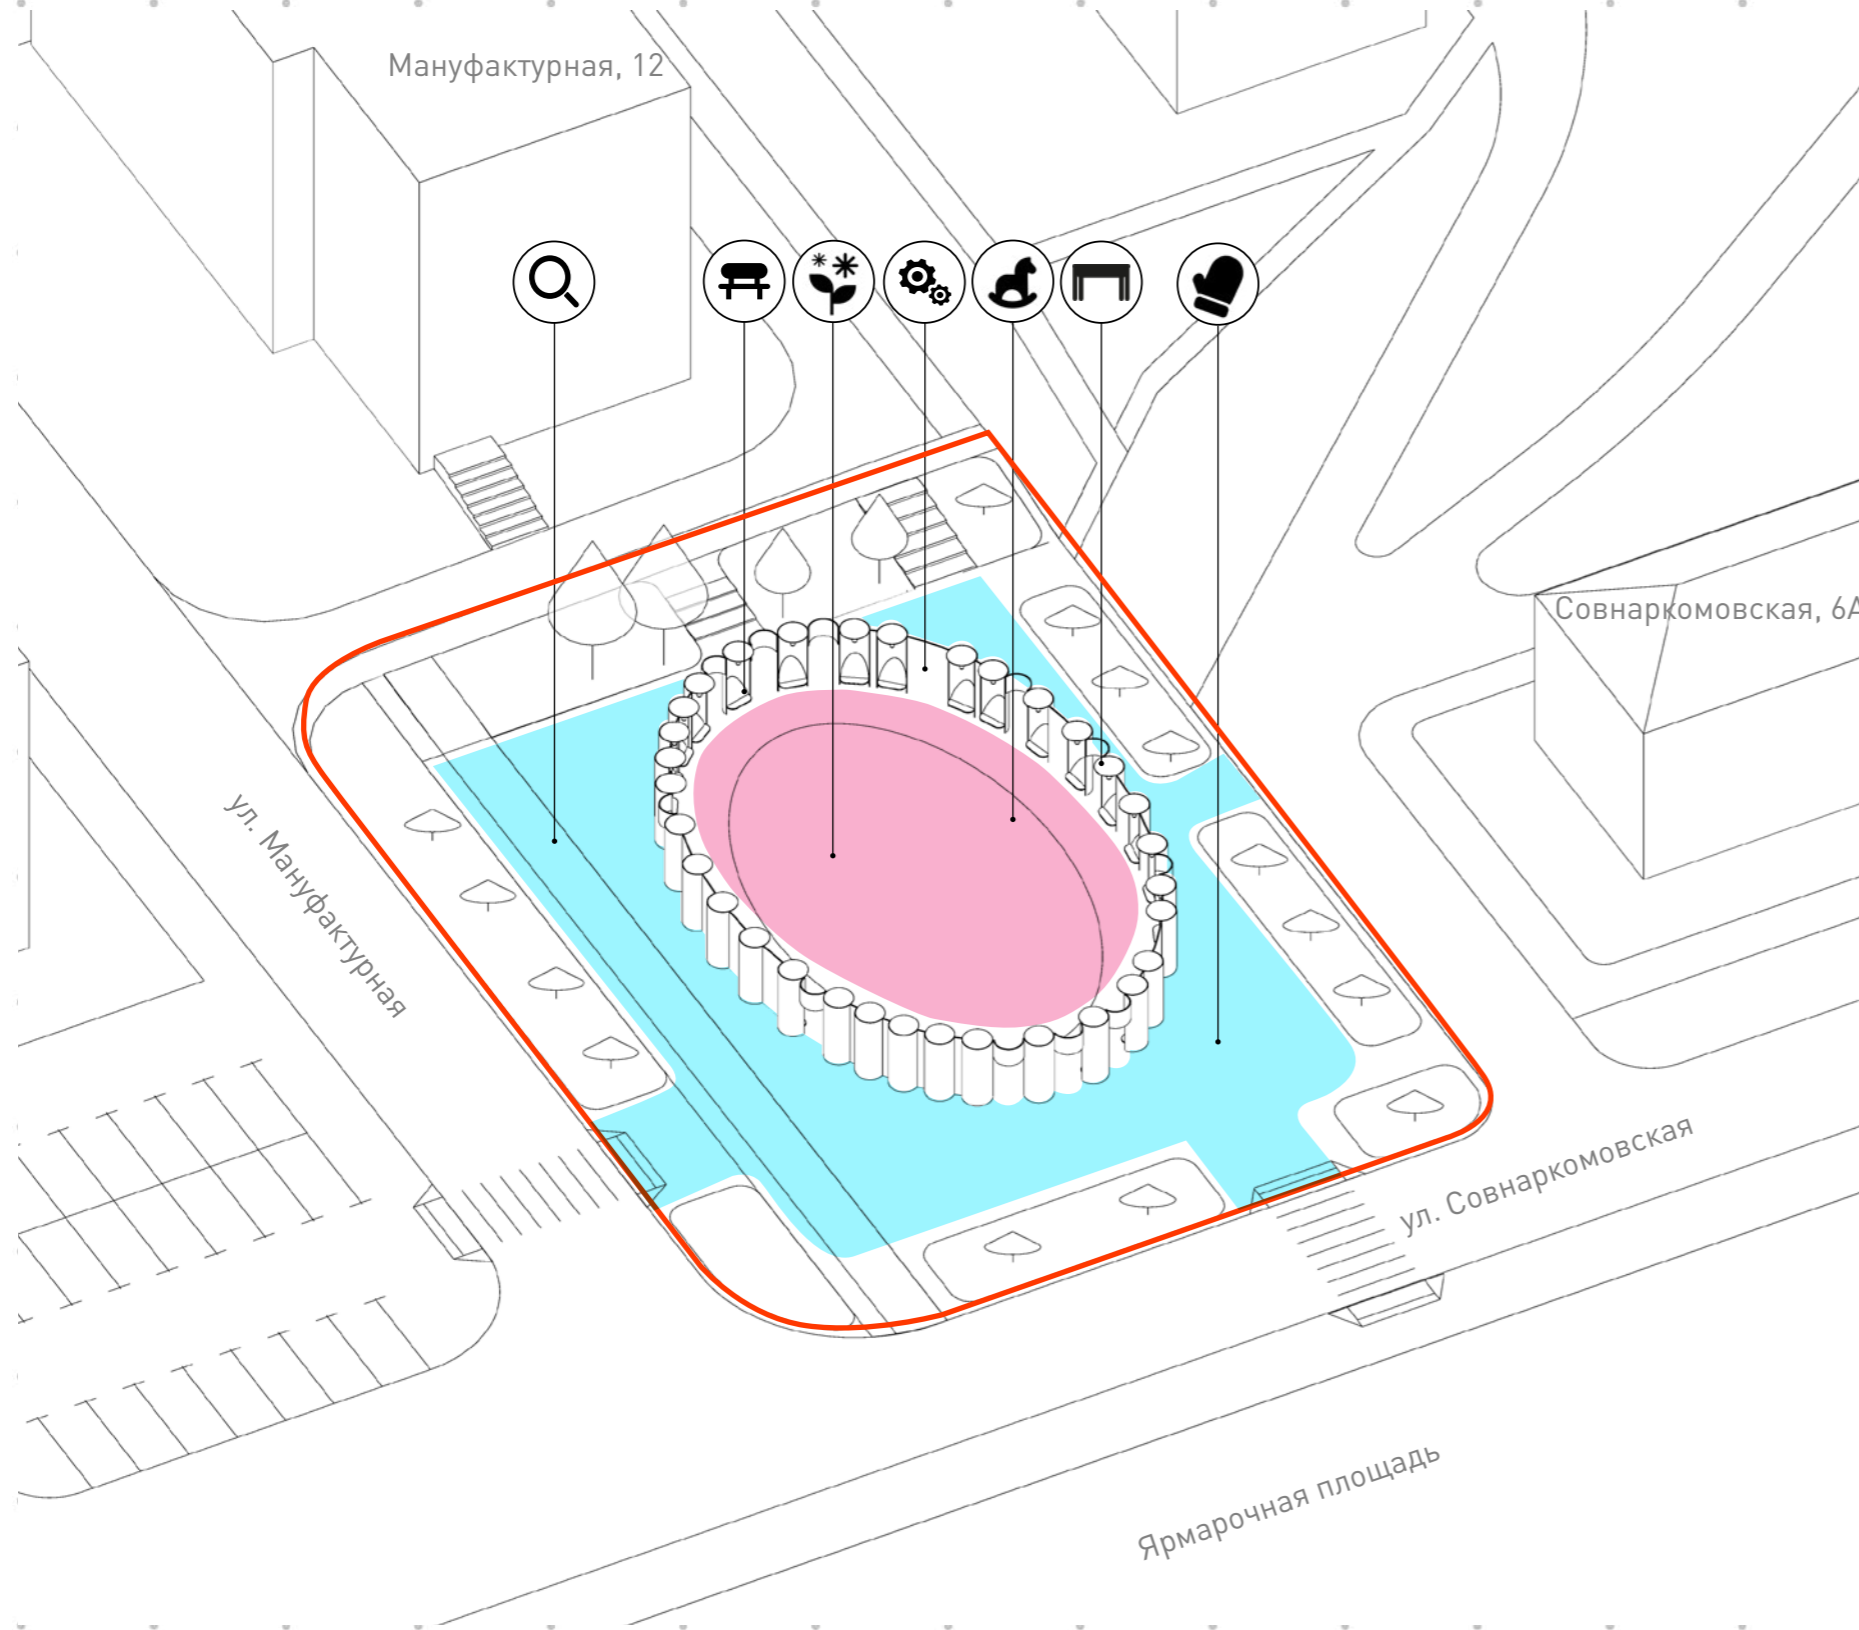 Мануфактурная, 12
Совнаркомовская, 6А
ул. Мануфактурная
ул. Совнаркомовская
Ярмарочная площадь